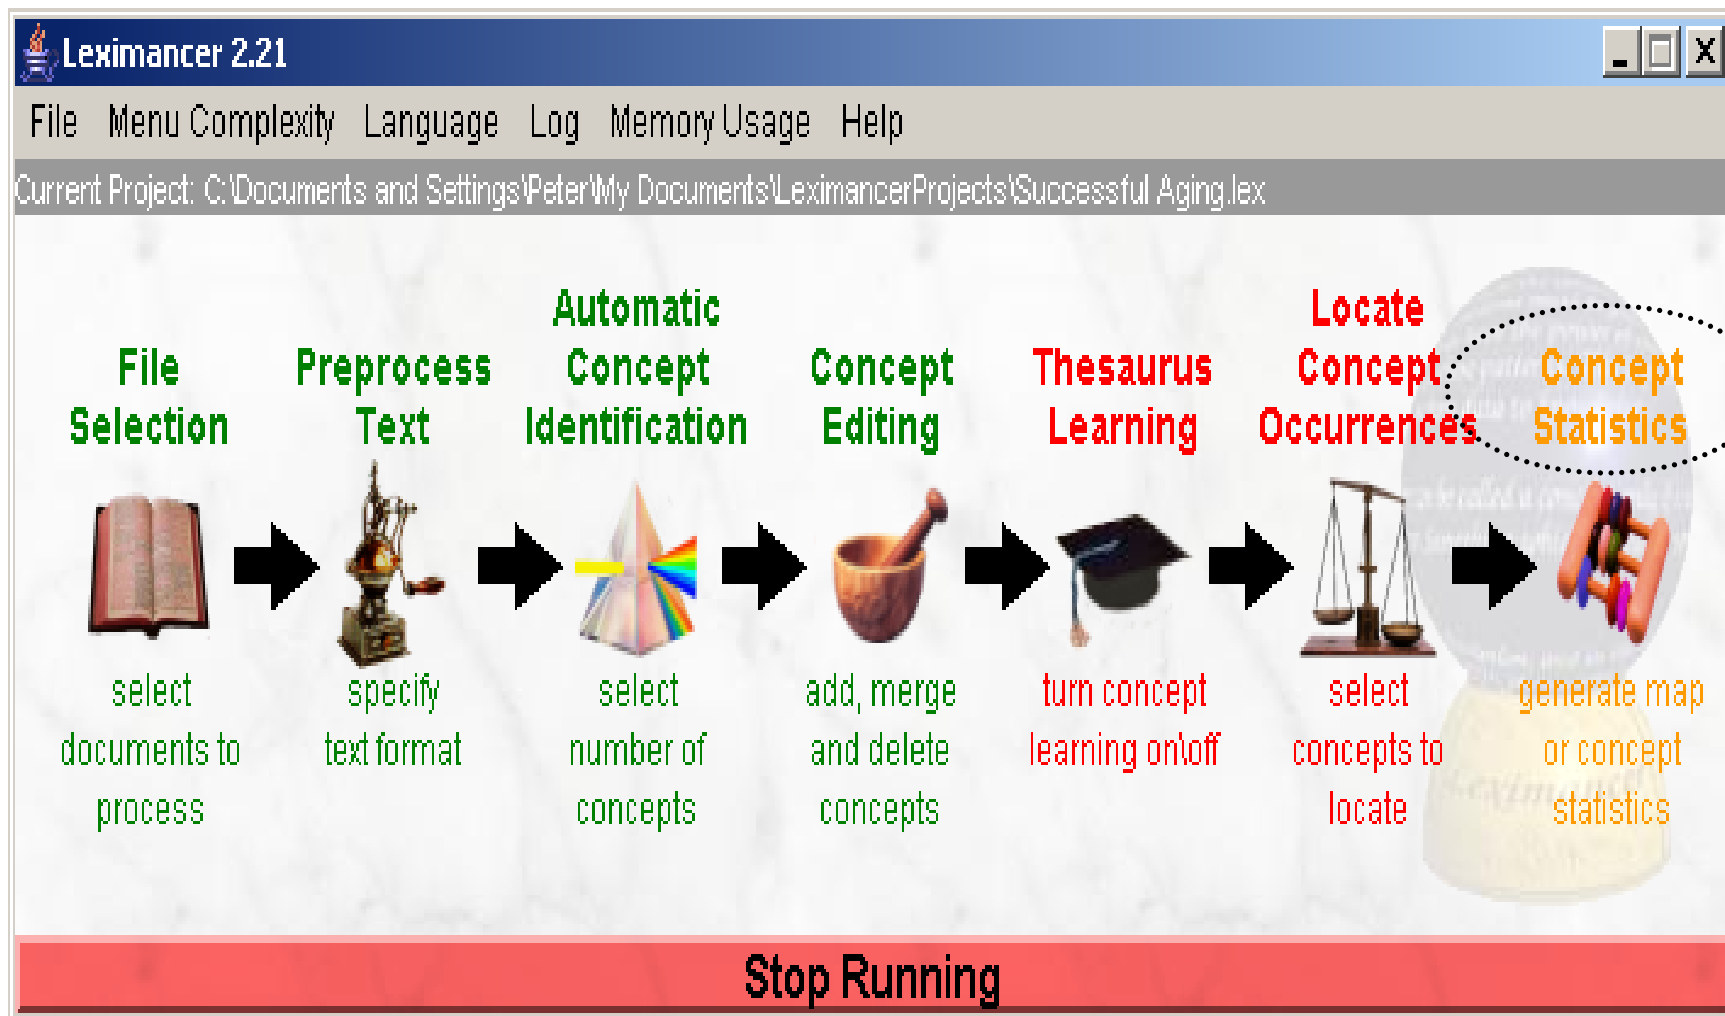 Leximancer 2.21
File Menu Complexity Language Log Memory Usage Help
Current Project: C:\Documents and Settings\Peter\My Documents\LeximancerProjects\Successful Aging.lex
File
Selection
Preprocess
Text
Automatic
Concept
Identification
Concept
Editing
Thesaurus
Learning
Locate
Concept
Occurrences
Concept
Statistics
select
documents to
process
specify
text format
select
number of
concepts
add, merge
and delete
concepts
turn concept
learning on\off
select
concepts to
locate
generate map
or concept
statistics
Leximancer
Stop Running